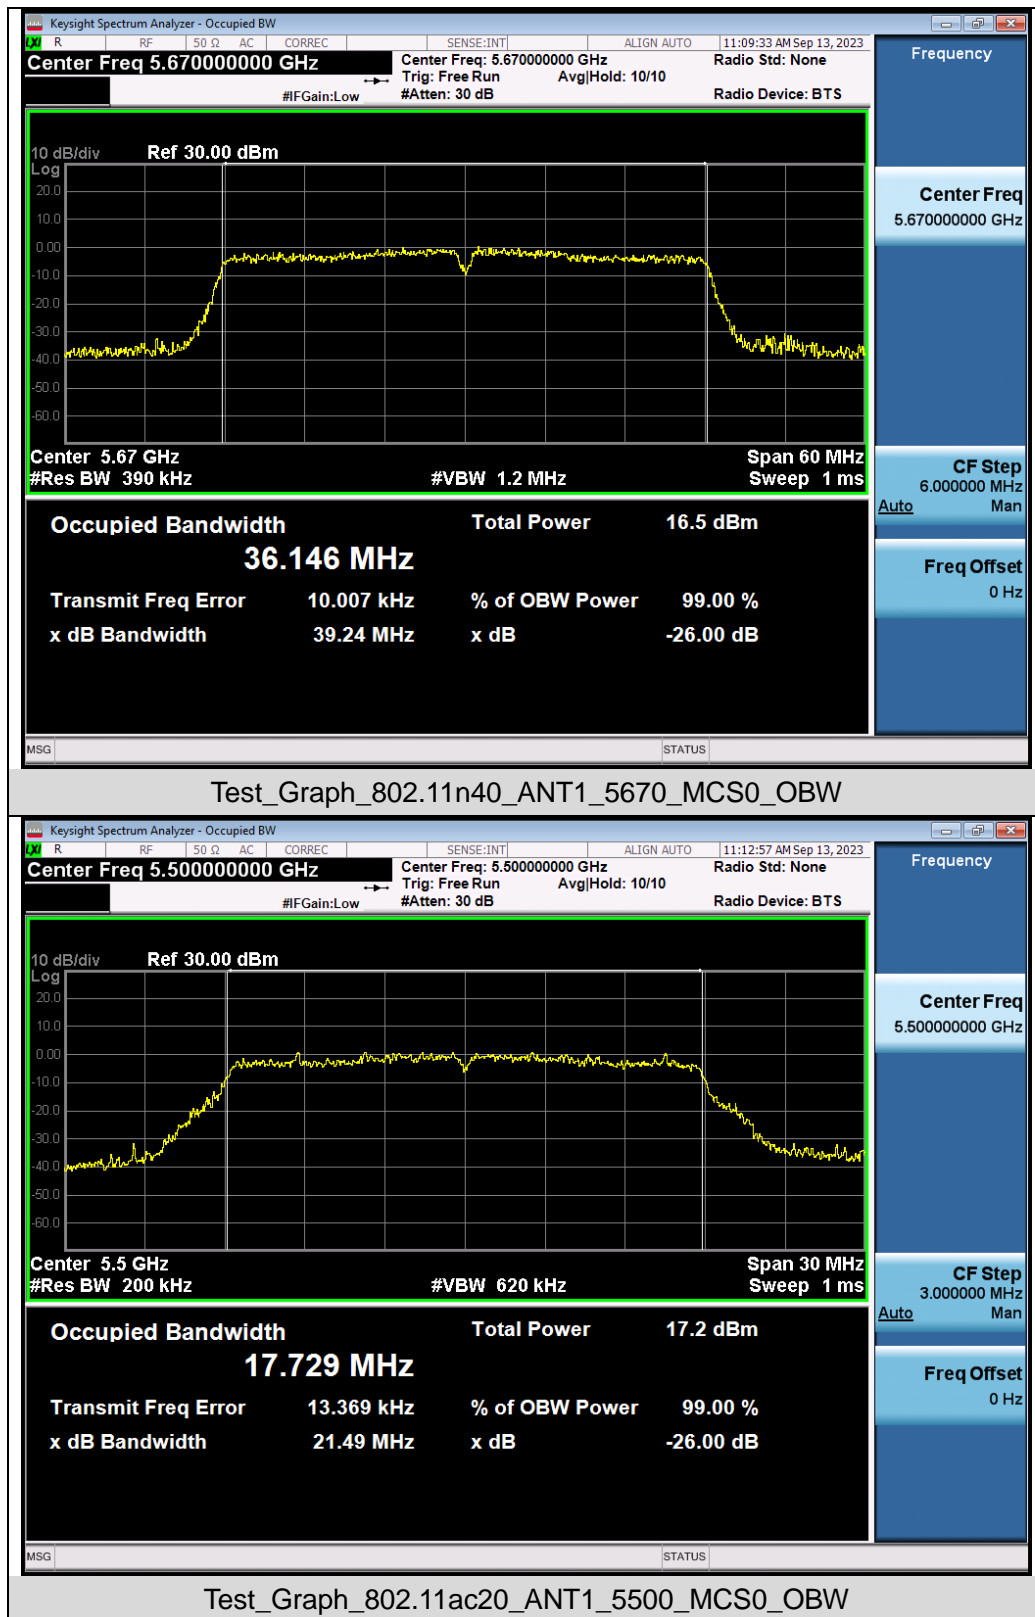 Keysight Spectrum Analyzer - Occupied BW
LXI R RF 50 Ω AC CORREC SENSE:INT ALIGN AUTO 11:09:33 AM Sep 13, 2023
Center Freq 5.670000000 GHz
Center Freq: 5.670000000 GHz Radio Std: None
Trig: Free Run Avg|Hold: 10/10
#IFGain:Low #Atten: 30 dB Radio Device: BTS
Frequency
10 dB/div Ref 30.00 dBm
Log
20.0
10.0
0.00
-10.0
-20.0
-30.0
-40.0
-50.0
-60.0
Center 5.67 GHz Span 60 MHz
#Res BW 390 kHz #VBW 1.2 MHz Sweep 1 ms
Center Freq
5.670000000 GHz
CF Step
6.000000 MHz
Auto Man
Freq Offset
0 Hz
Occupied Bandwidth Total Power 16.5 dBm
36.146 MHz
Transmit Freq Error 10.007 kHz % of OBW Power 99.00 %
x dB Bandwidth 39.24 MHz x dB -26.00 dB
MSG STATUS
Test_Graph_802.11n40_ANT1_5670_MCS0_OBW
Keysight Spectrum Analyzer - Occupied BW
LXI R RF 50 Ω AC CORREC SENSE:INT ALIGN AUTO 11:12:57 AM Sep 13, 2023
Center Freq 5.500000000 GHz
Center Freq: 5.500000000 GHz Radio Std: None
Trig: Free Run Avg|Hold: 10/10
#IFGain:Low #Atten: 30 dB Radio Device: BTS
Frequency
10 dB/div Ref 30.00 dBm
Log
20.0
10.0
0.00
-10.0
-20.0
-30.0
-40.0
-50.0
-60.0
Center 5.5 GHz Span 30 MHz
#Res BW 200 kHz #VBW 620 kHz Sweep 1 ms
Center Freq
5.500000000 GHz
CF Step
3.000000 MHz
Auto Man
Freq Offset
0 Hz
Occupied Bandwidth Total Power 17.2 dBm
17.729 MHz
Transmit Freq Error 13.369 kHz % of OBW Power 99.00 %
x dB Bandwidth 21.49 MHz x dB -26.00 dB
MSG STATUS
Test_Graph_802.11ac20_ANT1_5500_MCS0_OBW